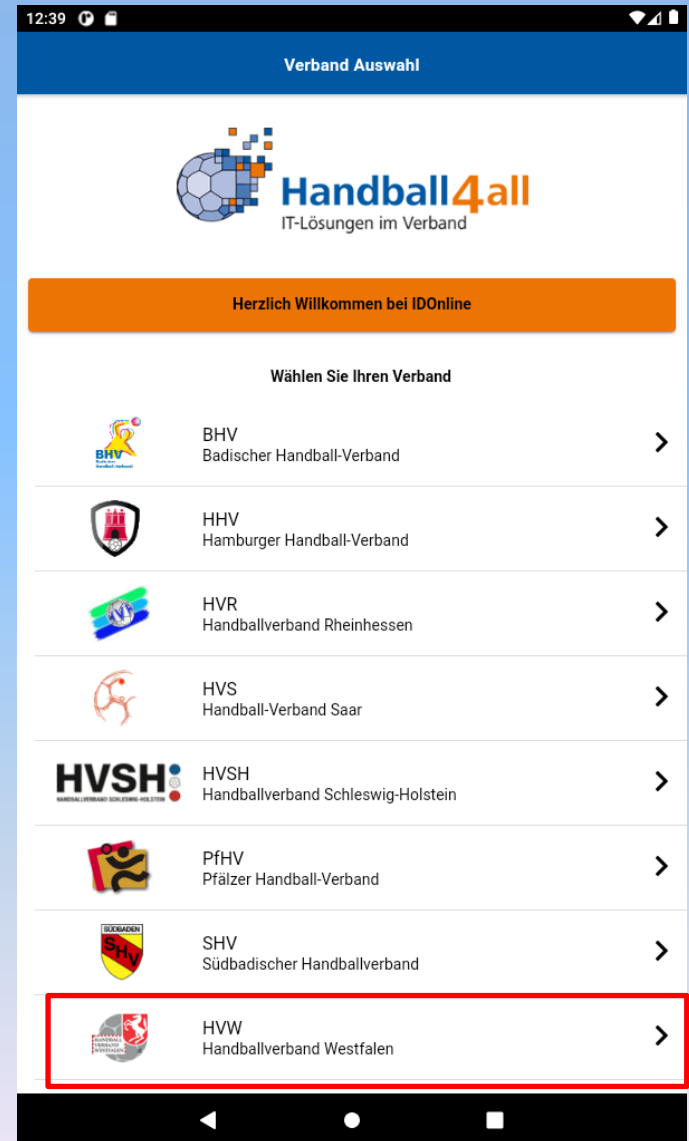 12:39
Verband Auswahl
Handball4all
IT-Lösungen im Verband
Herzlich Willkommen bei IDOnline
Wählen Sie Ihren Verband
BHV
BHV
Badischer Handball-Verband
HHV
Hamburger Handball-Verband
HVR
Handballverband Rheinhessen
HVS
Handball-Verband Saar
HVSH
HANDBALLVERBAND SCHLESWIG-HOLSTEIN
HVSH
Handballverband Schleswig-Holstein
PfHV
Pfälzer Handball-Verband
SÜDBADEN
SHV
SHV
Südbadischer Handballverband
HANDBALL
VERBAND
WESTFALEN
HVW
Handballverband Westfalen